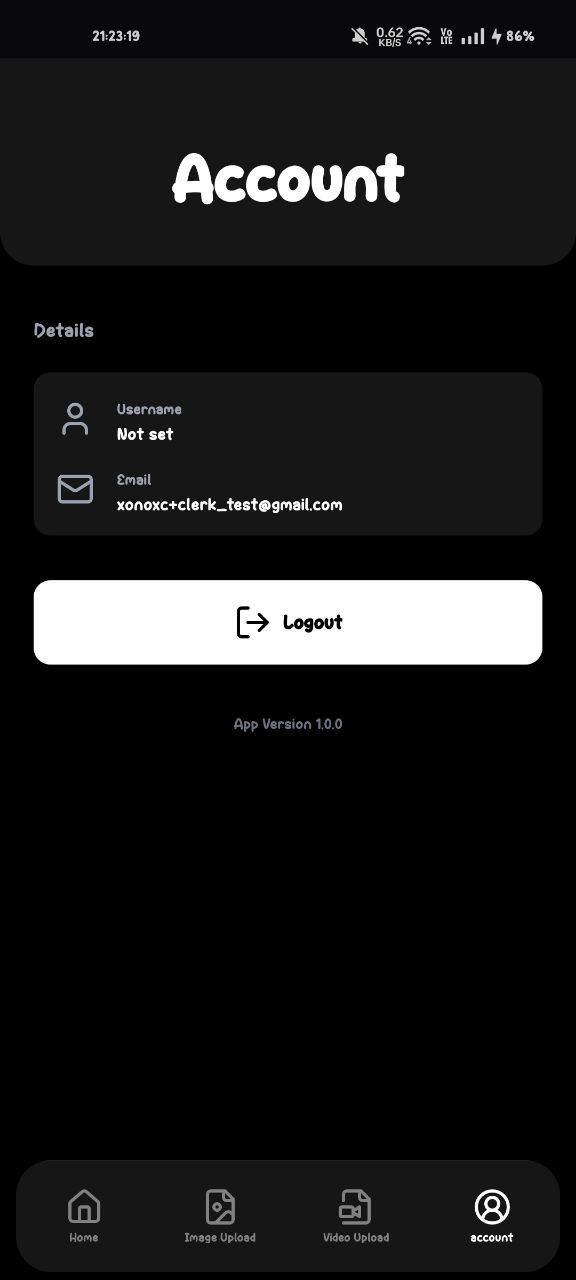 21:23:19
0.62 KB/S 4 Vo LTE 86%
Account
Details
Username
Not set
Email
xonoxc+clerk_test@gmail.com
Logout
App Version 1.0.0
Home Image Upload Video Upload account